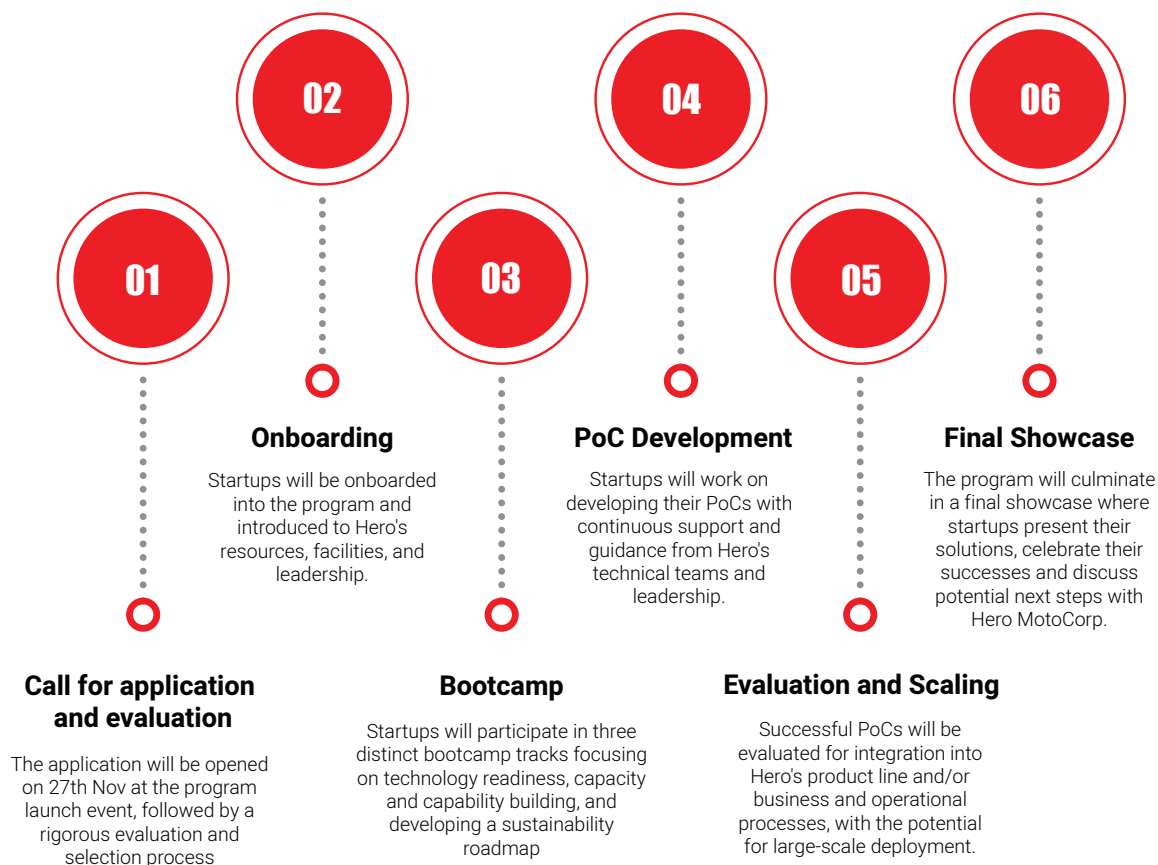 02
04
06
01
03
05
Onboarding
Startups will be onboarded
into the program and
introduced to Hero's
resources, facilities, and
leadership.
PoC Development
Startups will work on
developing their PoCs with
continuous support and
guidance from Hero's
technical teams and
leadership.
Final Showcase
The program will culminate
in a final showcase where
startups present their
solutions, celebrate their
successes and discuss
potential next steps with
Hero MotoCorp.
Call for application
and evaluation
The application will be opened
on 27th Nov at the program
launch event, followed by a
rigorous evaluation and
selection process
Bootcamp
Startups will participate in three
distinct bootcamp tracks focusing
on technology readiness, capacity
and capability building, and
developing a sustainability
roadmap
Evaluation and Scaling
Successful PoCs will be
evaluated for integration into
Hero's product line and/or
business and operational
processes, with the potential
for large-scale deployment.